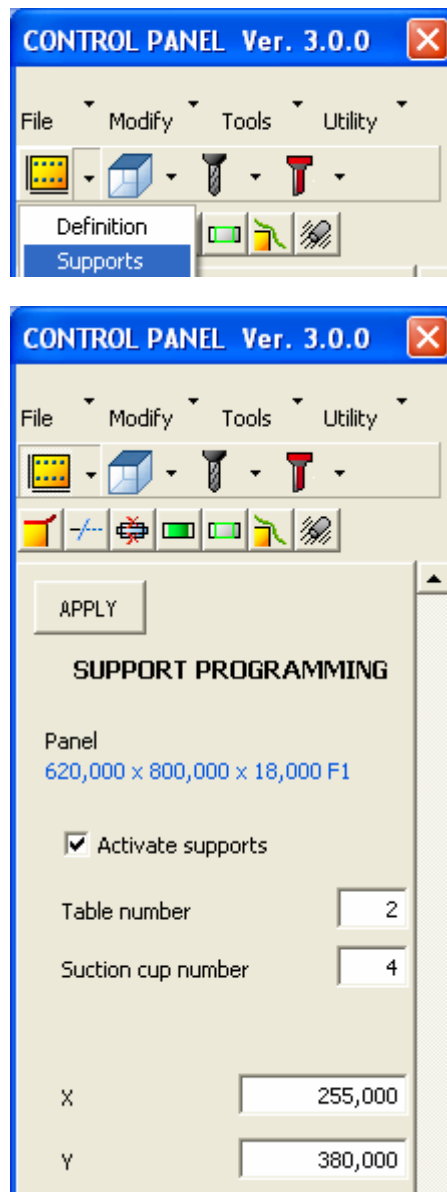 CONTROL PANEL Ver. 3.0.0
File Modify Tools Utility
Definition
Supports
CONTROL PANEL Ver. 3.0.0
File Modify Tools Utility
APPLY
SUPPORT PROGRAMMING
Panel
620,000 x 800,000 x 18,000 F1
Activate supports
Table number 2
Suction cup number 4
X 255,000
Y 380,000